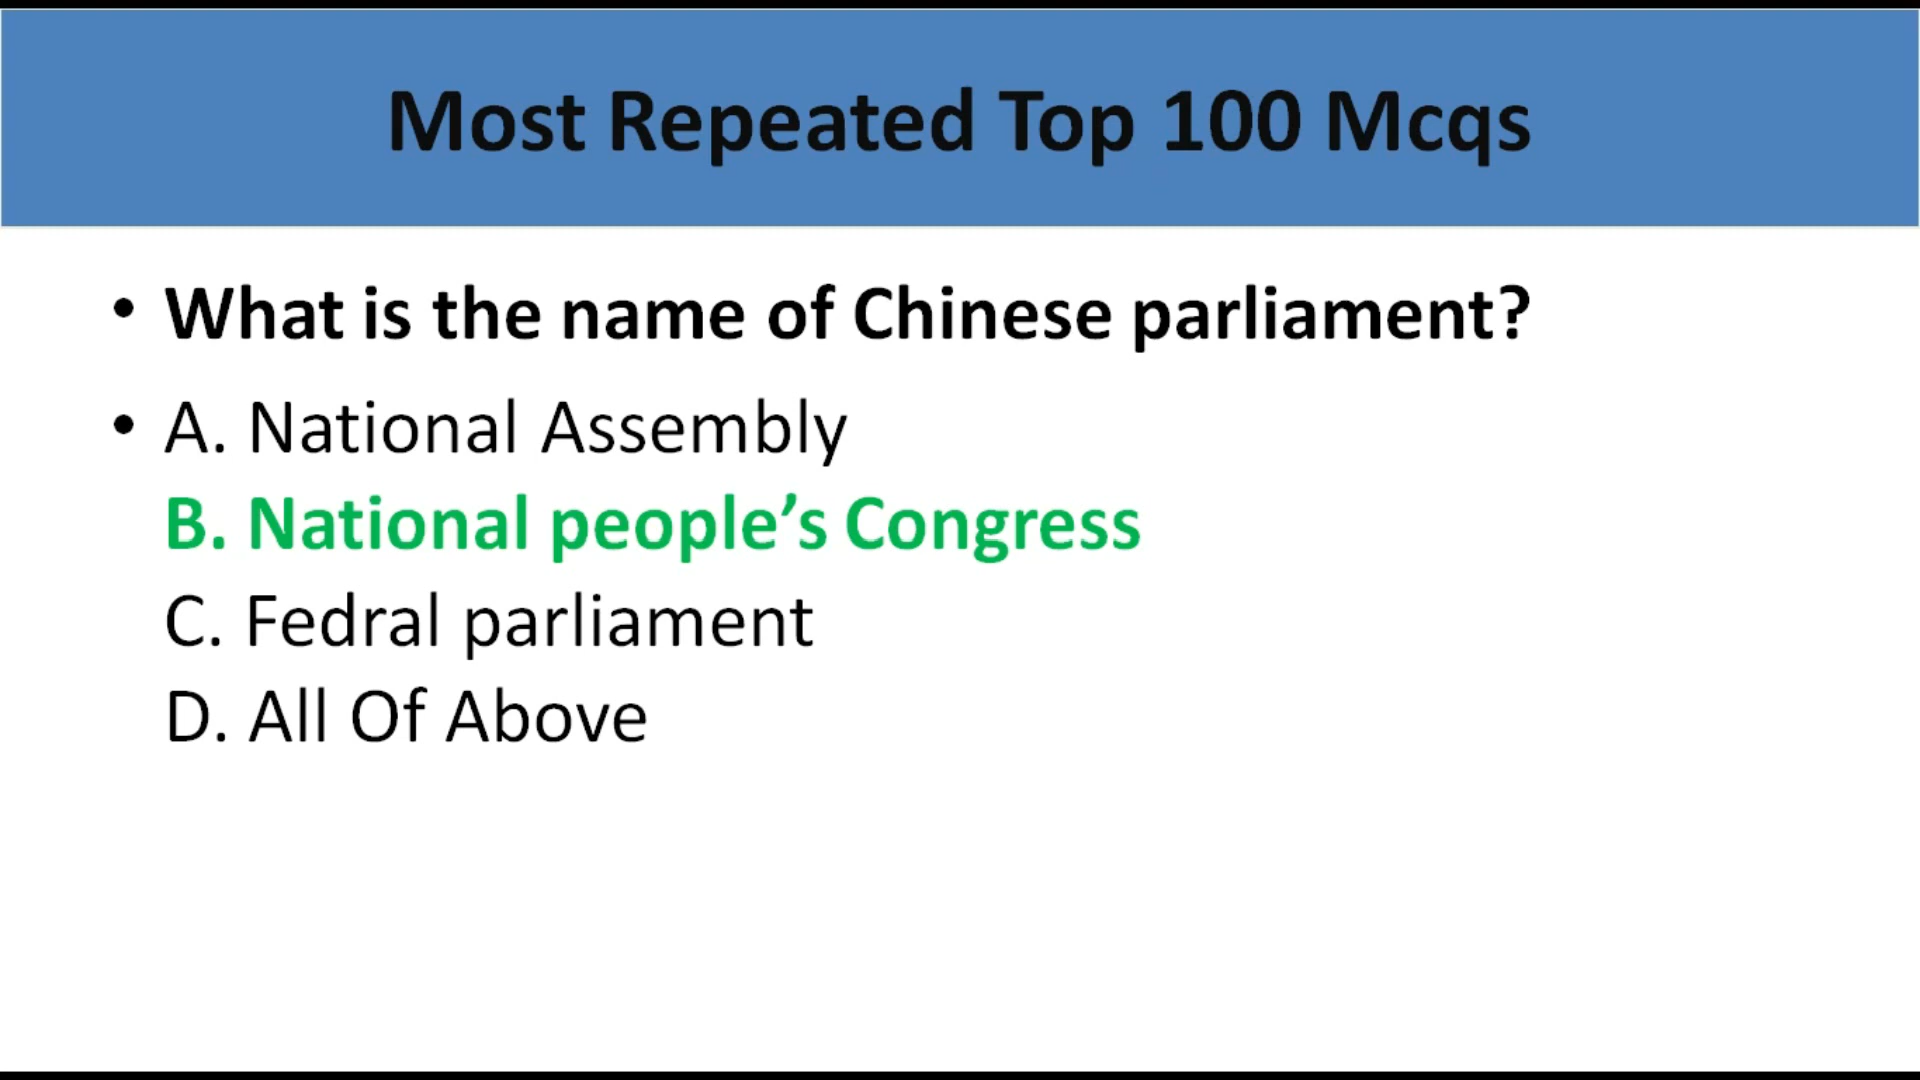 Most Repeated Top 100 Mcqs
• What is the name of Chinese parliament?
• A. National Assembly
B. National people’s Congress
C. Fedral parliament
D. All Of Above